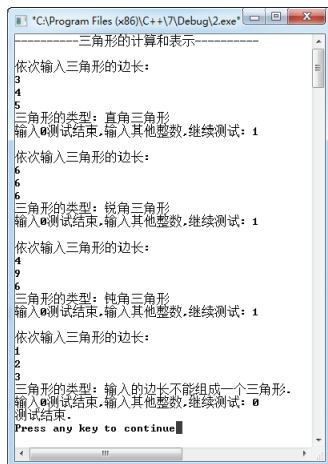 "C:\Program Files (x86)\C++\7\Debug\2.exe"
----------三角形的计算和表示----------
依次输入三角形的边长:
3
4
5
三角形的类型: 直角三角形
输入0测试结束,输入其他整数,继续测试: 1
依次输入三角形的边长:
6
6
6
三角形的类型: 锐角三角形
输入0测试结束,输入其他整数,继续测试: 1
依次输入三角形的边长:
4
9
6
三角形的类型: 钝角三角形
输入0测试结束,输入其他整数,继续测试: 1
依次输入三角形的边长:
1
2
3
三角形的类型: 输入的边长不能组成一个三角形.
输入0测试结束,输入其他整数,继续测试: 0
测试结束.
Press any key to continue